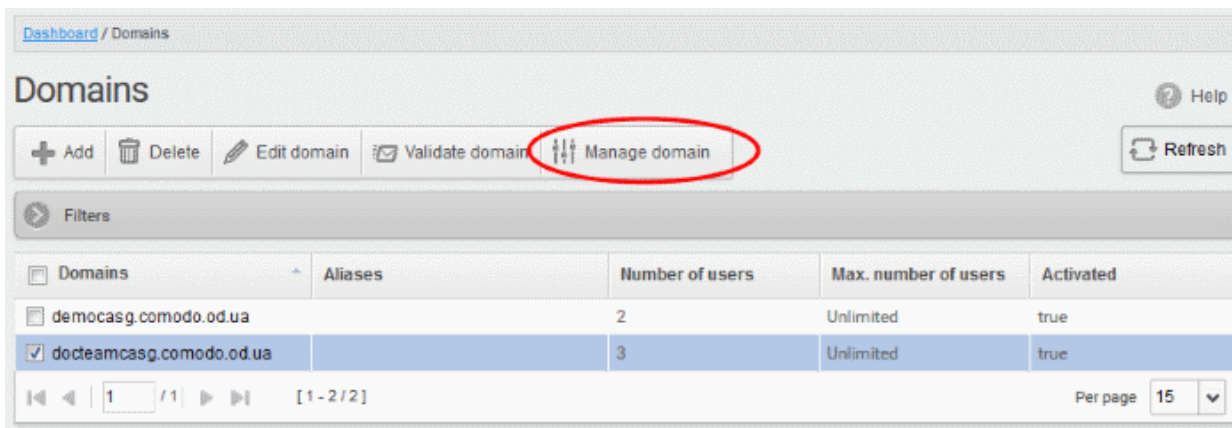 Dashboard / Domains
Domains
Help
Add Delete Edit domain Validate domain Manage domain Refresh
Filters
Domains Aliases Number of users Max. number of users Activated
democasg.comodo.od.ua 2 Unlimited true
docteamcasg.comodo.od.ua 3 Unlimited true
1 / 1 [ 1 - 2 / 2 ] Per page 15